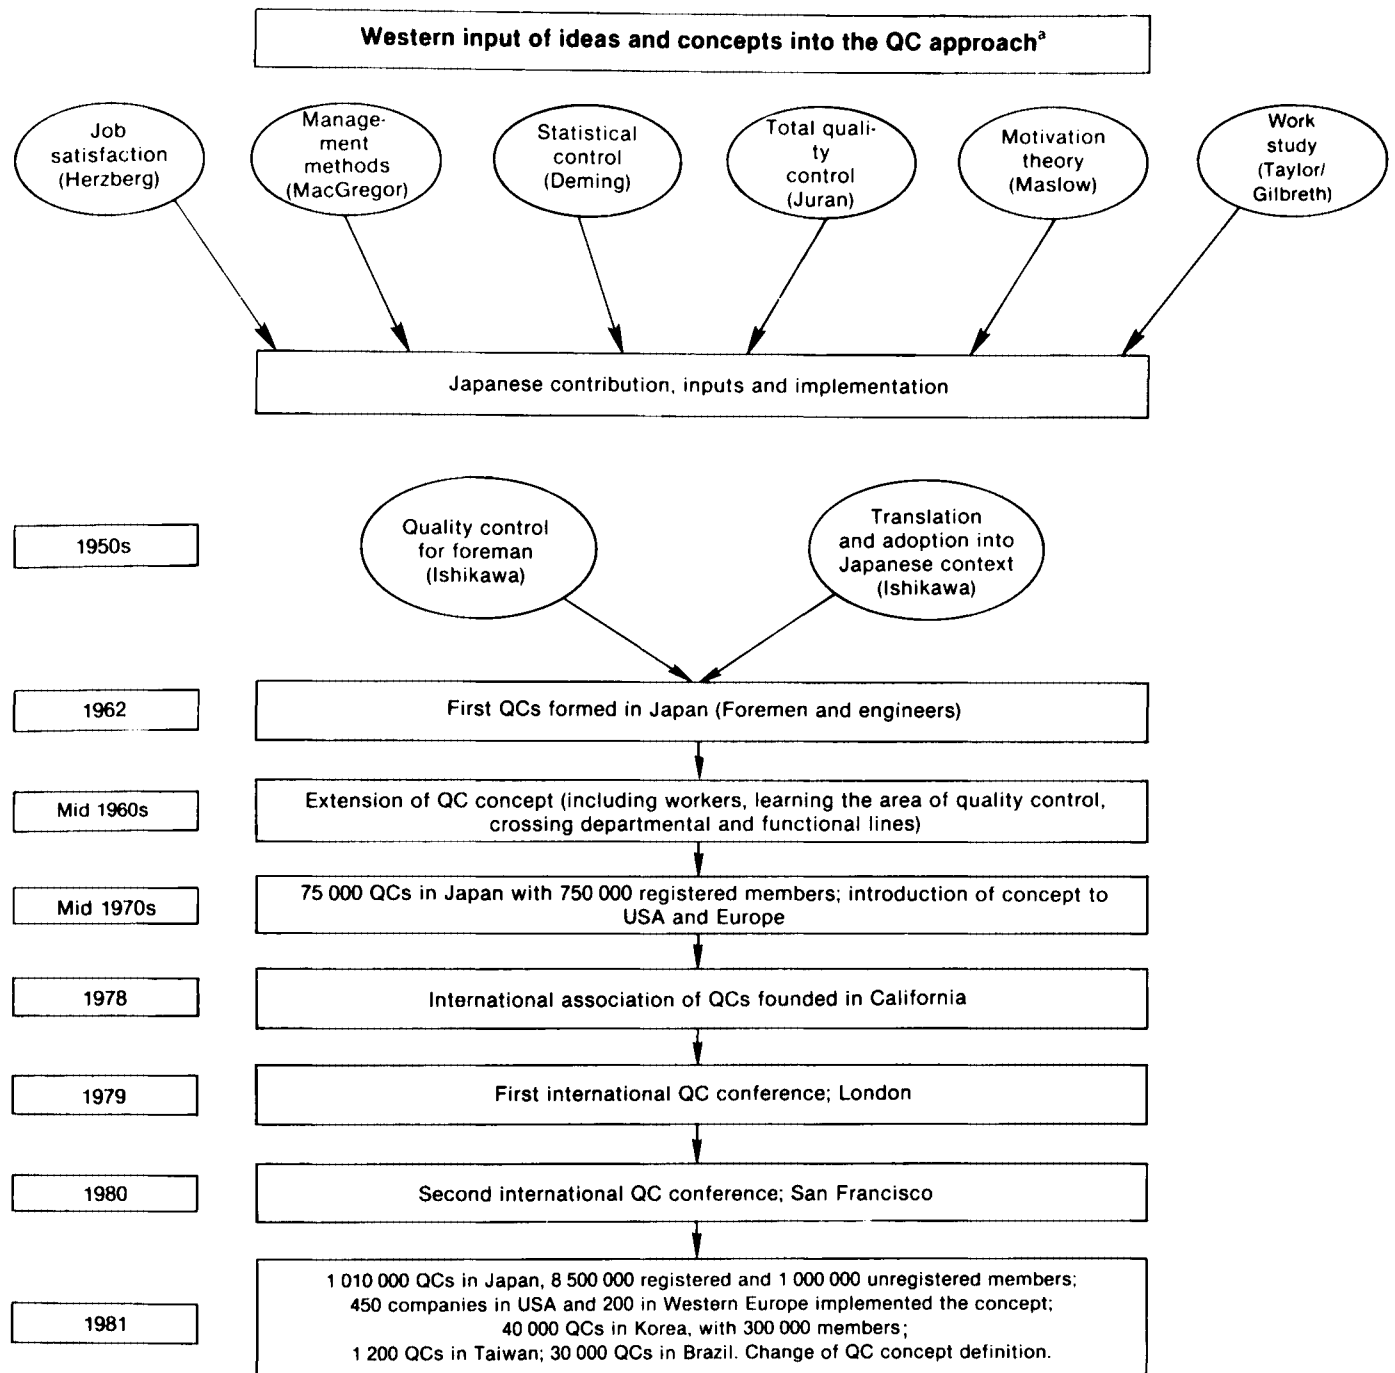 Western input of ideas and concepts into the QC approachᵃ
Job
satisfaction
(Herzberg)
Manage-
ment
methods
(MacGregor)
Statistical
control
(Deming)
Total quali-
ty
control
(Juran)
Motivation
theory
(Maslow)
Work
study
(Taylor/
Gilbreth)
Japanese contribution, inputs and implementation
1950s
Quality control
for foreman
(Ishikawa)
Translation
and adoption into
Japanese context
(Ishikawa)
1962
First QCs formed in Japan (Foremen and engineers)
Mid 1960s
Extension of QC concept (including workers, learning the area of quality control,
crossing departmental and functional lines)
Mid 1970s
75 000 QCs in Japan with 750 000 registered members; introduction of concept to
USA and Europe
1978
International association of QCs founded in California
1979
First international QC conference; London
1980
Second international QC conference; San Francisco
1981
1 010 000 QCs in Japan, 8 500 000 registered and 1 000 000 unregistered members;
450 companies in USA and 200 in Western Europe implemented the concept;
40 000 QCs in Korea, with 300 000 members;
1 200 QCs in Taiwan; 30 000 QCs in Brazil. Change of QC concept definition.